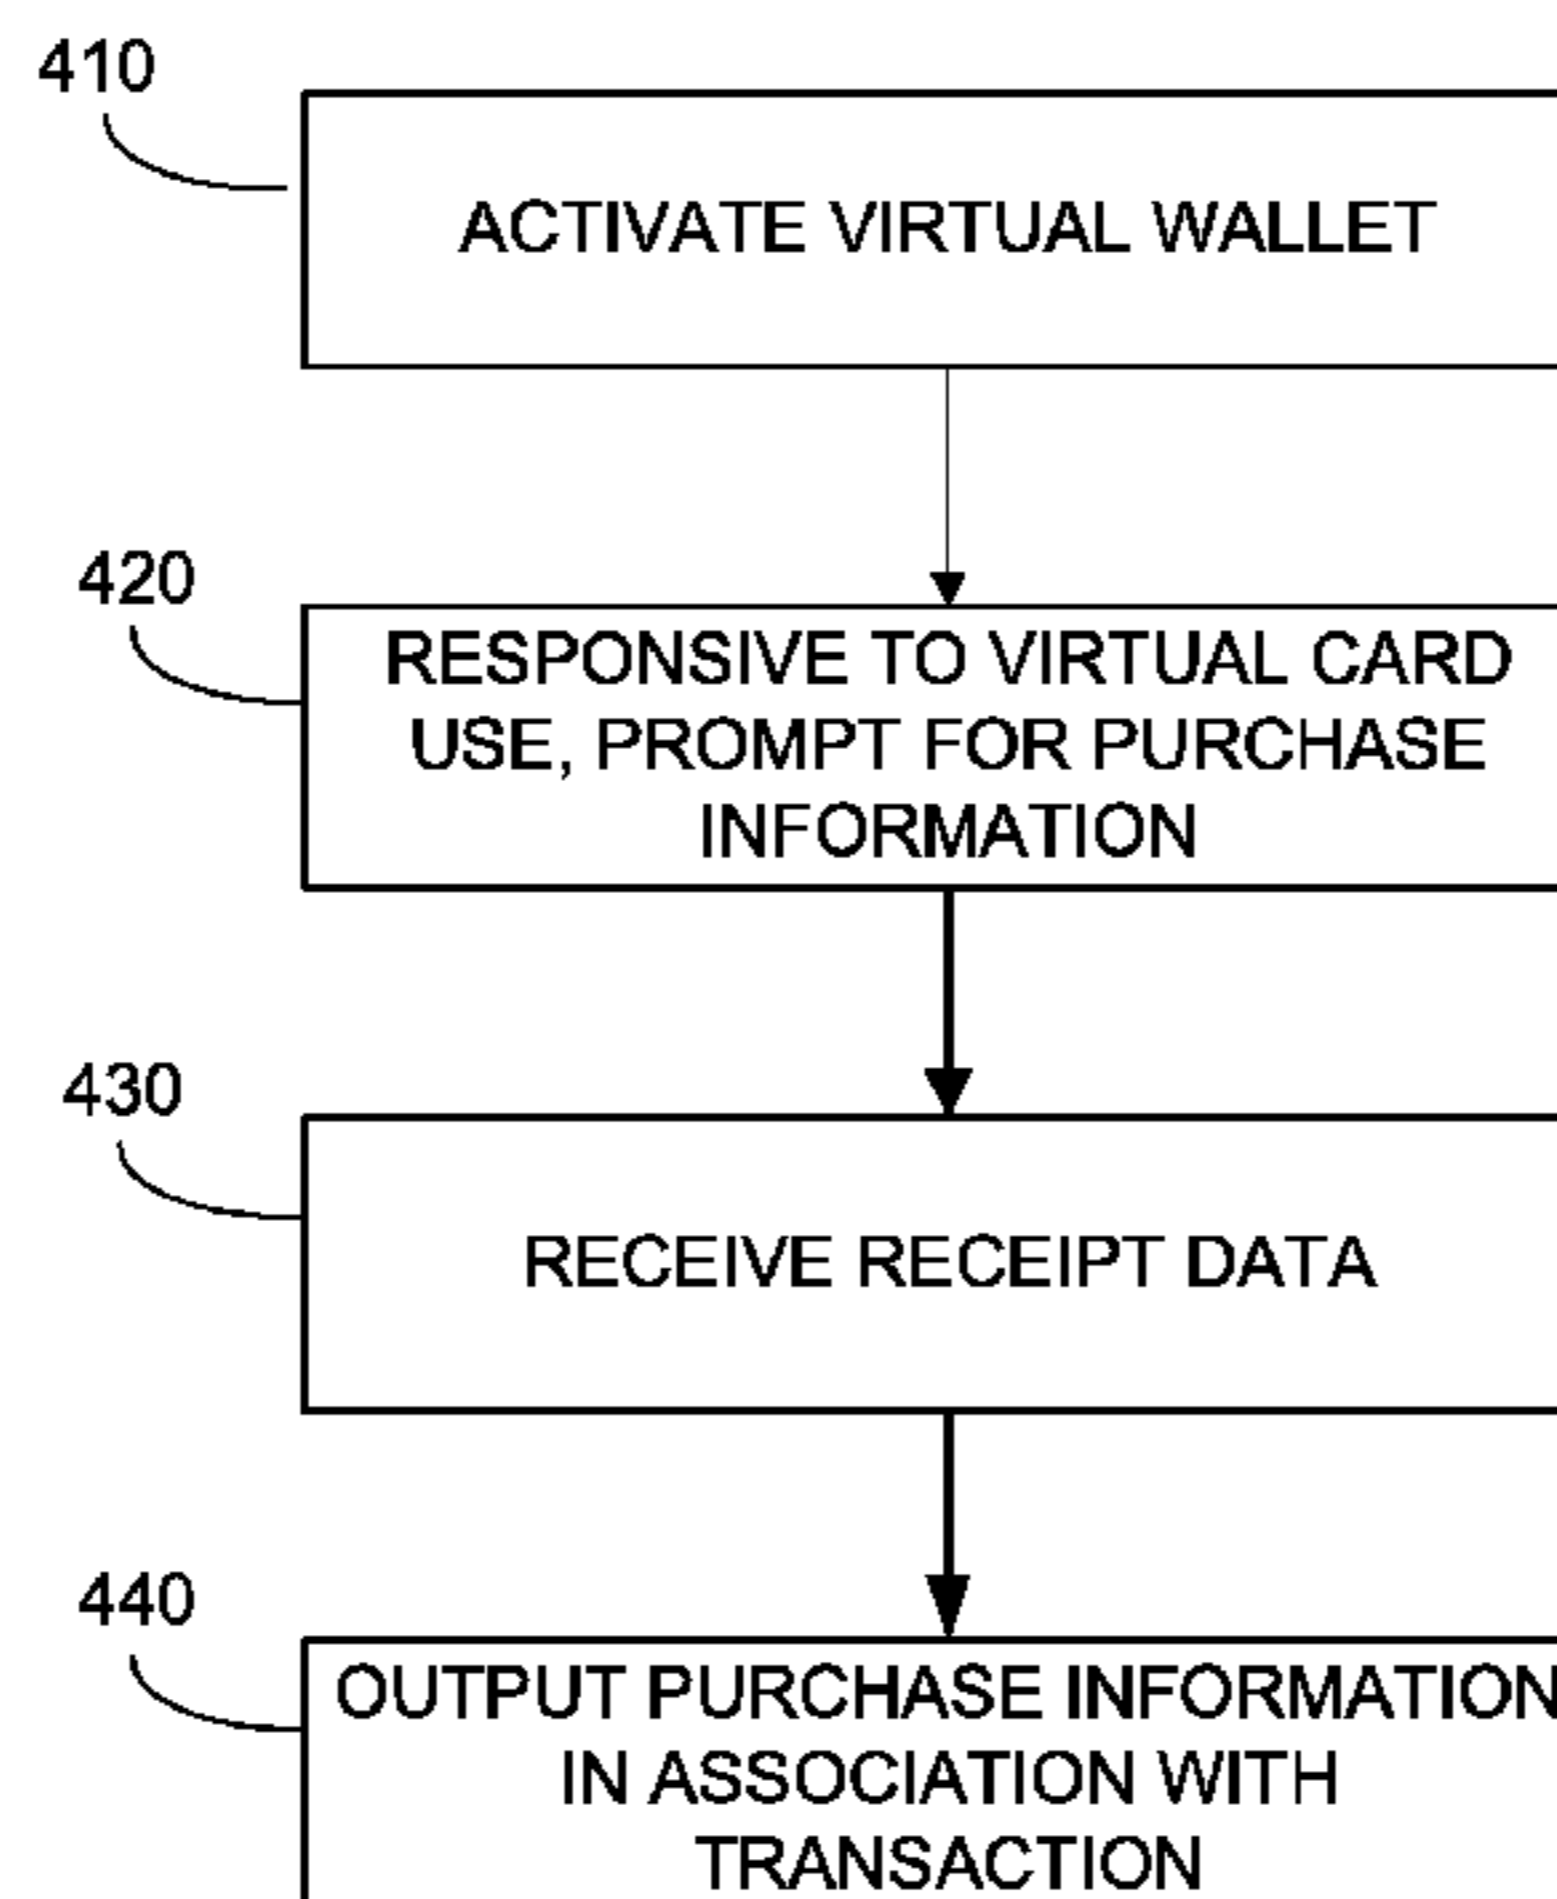 410
ACTIVATE VIRTUAL WALLET
420
RESPONSIVE TO VIRTUAL CARD
USE, PROMPT FOR PURCHASE
INFORMATION
430
RECEIVE RECEIPT DATA
440
OUTPUT PURCHASE INFORMATION
IN ASSOCIATION WITH
TRANSACTION